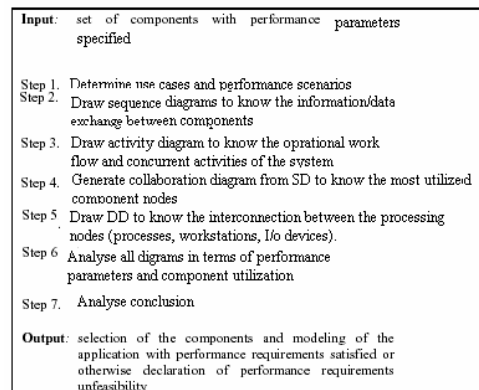 Input: set of components with performance parameters
specified
Step 1. Determine use cases and performance scenarios
Step 2. Draw sequence diagrams to know the information/data
exchange between components
Step 3. Draw activity diagram to know the oprational work
flow and concurrent activities of the system
Step 4. Generate collaboration diagram from SD to know the most utilized
component nodes
Step 5. Draw DD to know the interconnection between the processing
nodes (processes, workstations, I/o devices).
Step 6 Analyse all digrams in terms of performance
parameters and component utilization
Step 7. Analyse conclusion
Output: selection of the components and modeling of the
application with performance requirements satisfied or
otherwise declaration of performance requirements
unfeasibility